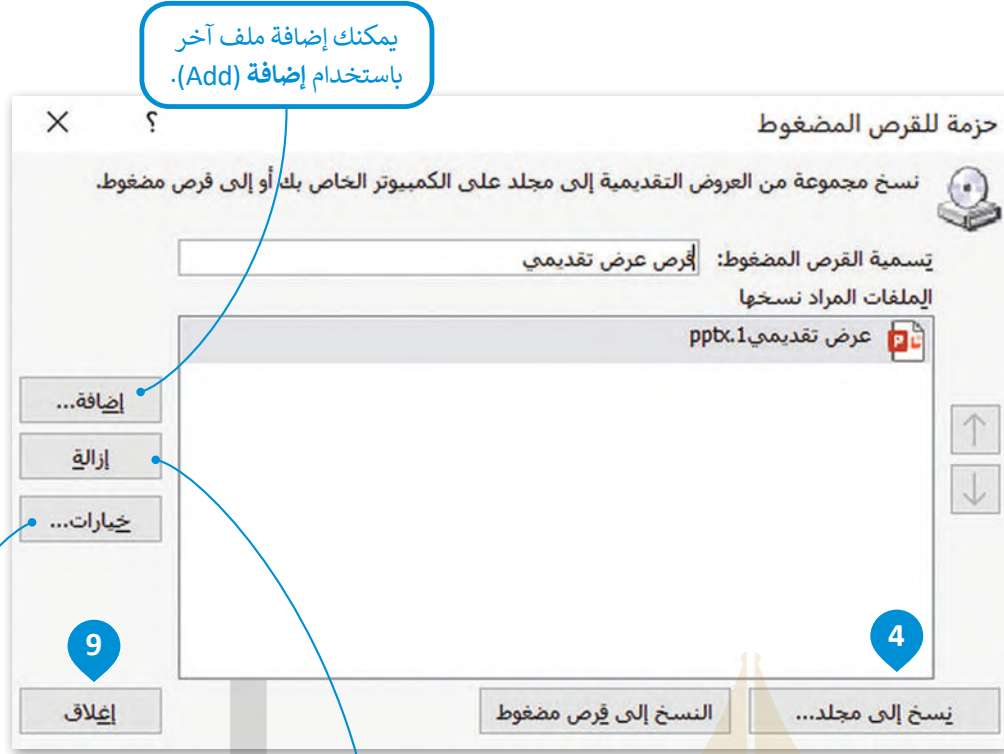 يمكنك إضافة ملف آخر
باستخدام إضافة (Add).
حزمة للقرص المضغوط
؟
نسخ مجموعة من العروض التقديمية إلى مجلد على الكمبيوتر الخاص بك أو إلى قرص مضغوط.
تسمية القرص المضغوط: قرص عرض تقديمي
الملفات المراد نسخها
عرض تقديمي1.pptx
إضافة...
إزالة
خيارات...
4
9
نسخ إلى مجلد...
النسخ إلى قرص مضغوط
إغلاق